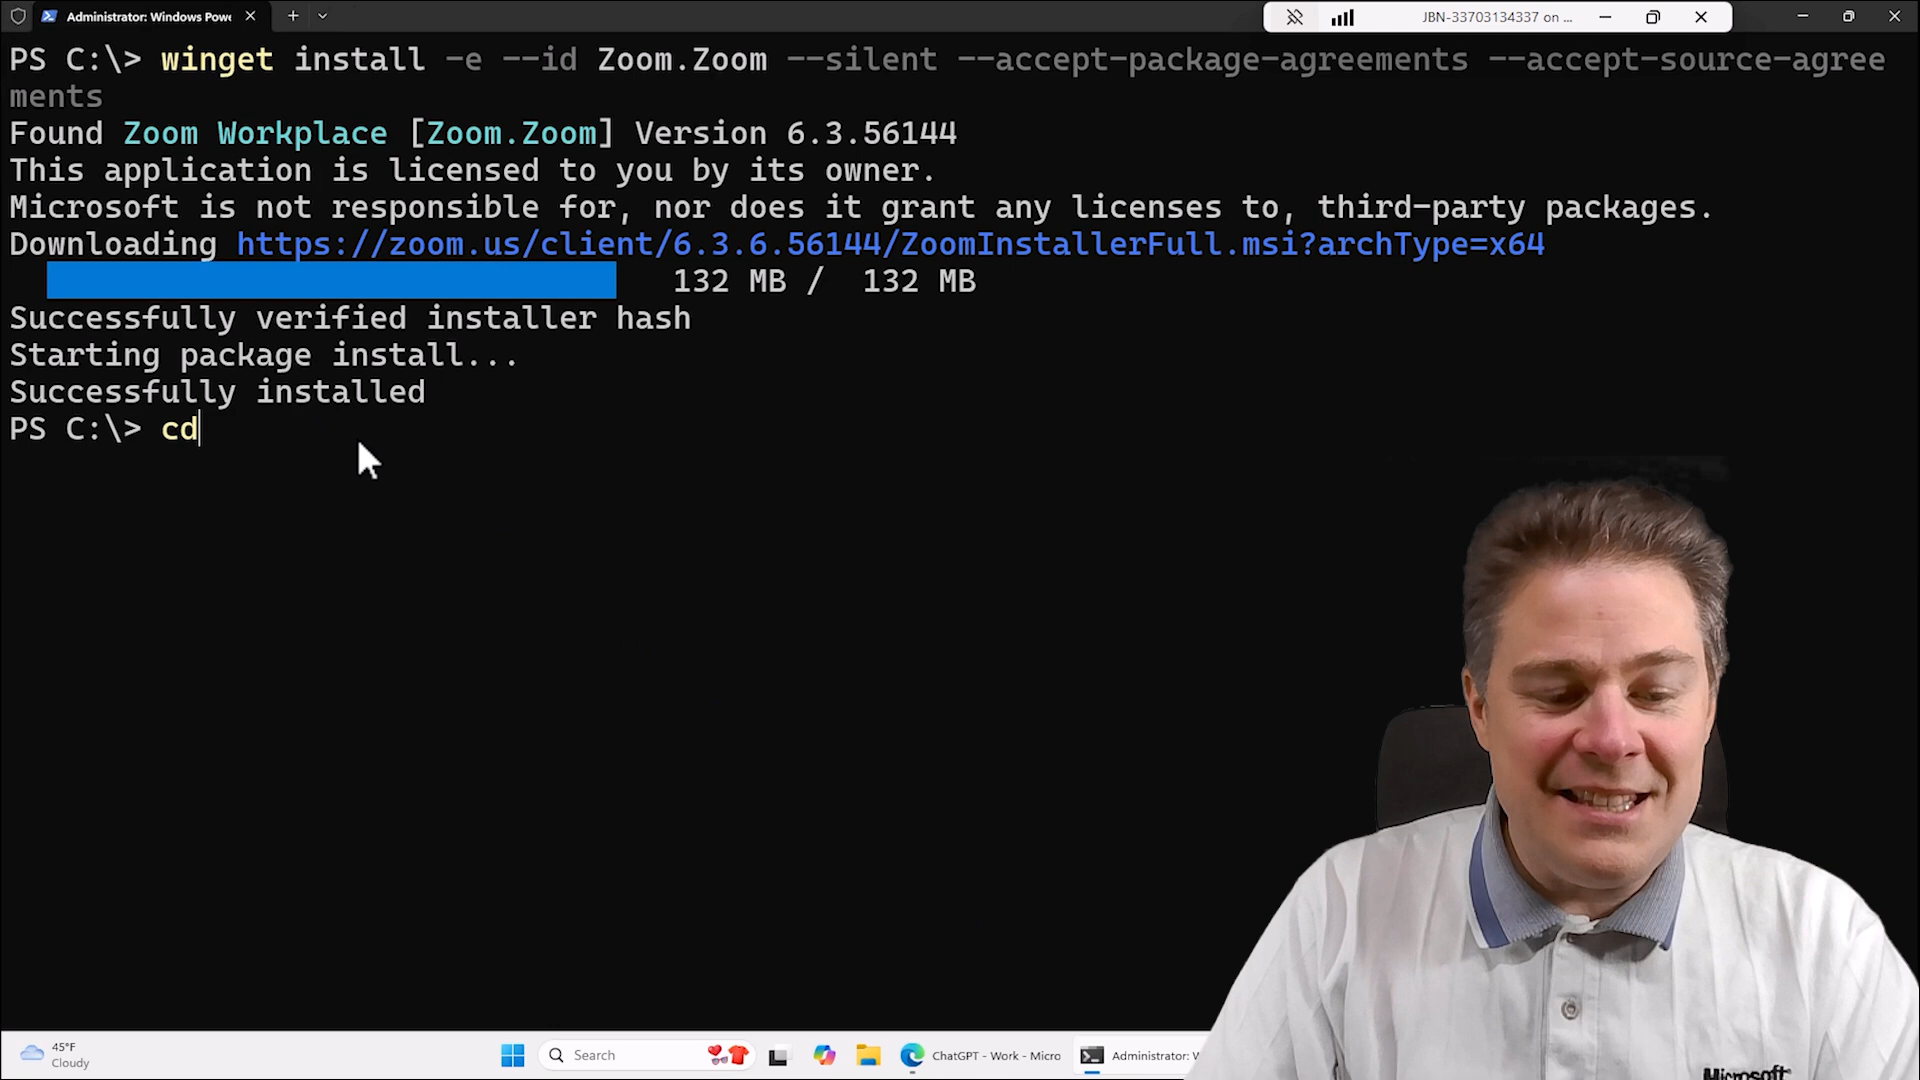 Administrator: Windows Powe
JBN-33703134337 on ...
PS C:\> winget install -e --id Zoom.Zoom --silent --accept-package-agreements --accept-source-agree
ments
Found Zoom Workplace [Zoom.Zoom] Version 6.3.56144
This application is licensed to you by its owner.
Microsoft is not responsible for, nor does it grant any licenses to, third-party packages.
Downloading https://zoom.us/client/6.3.6.56144/ZoomInstallerFull.msi?archType=x64
132 MB / 132 MB
Successfully verified installer hash
Starting package install...
Successfully installed
PS C:\> cd
Microsoft
45°F
Cloudy
Search
ChatGPT - Work - Micro
Administrator: W